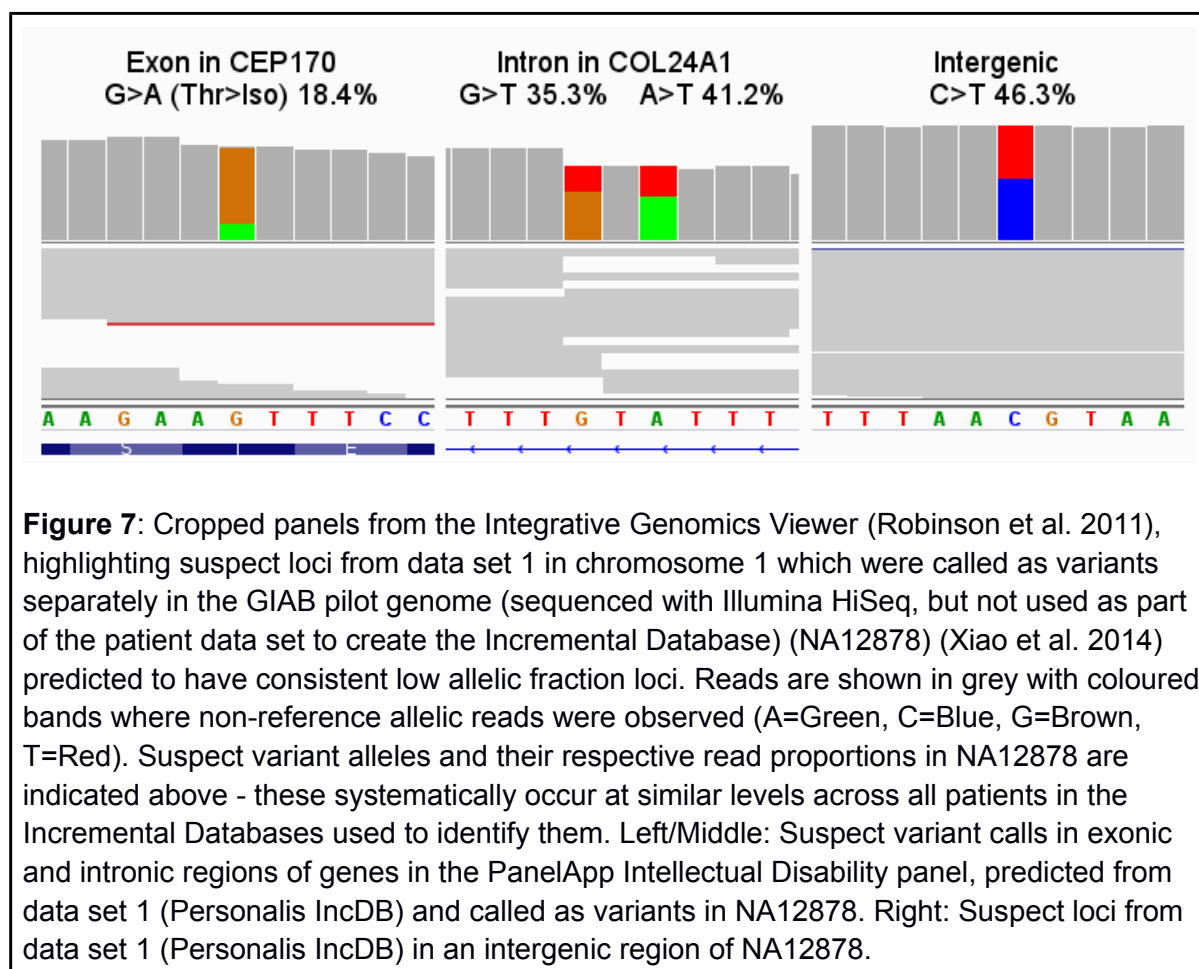 Exon in CEP170
G>A (Thr>Iso) 18.4%
Intron in COL24A1
G>T 35.3% A>T 41.2%
Intergenic
C>T 46.3%
A A G A A G T T T C C
S I E
T T T G T A T T T
T T T A A C G T A A
Figure 7: Cropped panels from the Integrative Genomics Viewer (Robinson et al. 2011),
highlighting suspect loci from data set 1 in chromosome 1 which were called as variants
separately in the GIAB pilot genome (sequenced with Illumina HiSeq, but not used as part
of the patient data set to create the Incremental Database) (NA12878) (Xiao et al. 2014)
predicted to have consistent low allelic fraction loci. Reads are shown in grey with coloured
bands where non-reference allelic reads were observed (A=Green, C=Blue, G=Brown,
T=Red). Suspect variant alleles and their respective read proportions in NA12878 are
indicated above - these systematically occur at similar levels across all patients in the
Incremental Databases used to identify them. Left/Middle: Suspect variant calls in exonic
and intronic regions of genes in the PanelApp Intellectual Disability panel, predicted from
data set 1 (Personalis IncDB) and called as variants in NA12878. Right: Suspect loci from
data set 1 (Personalis IncDB) in an intergenic region of NA12878.